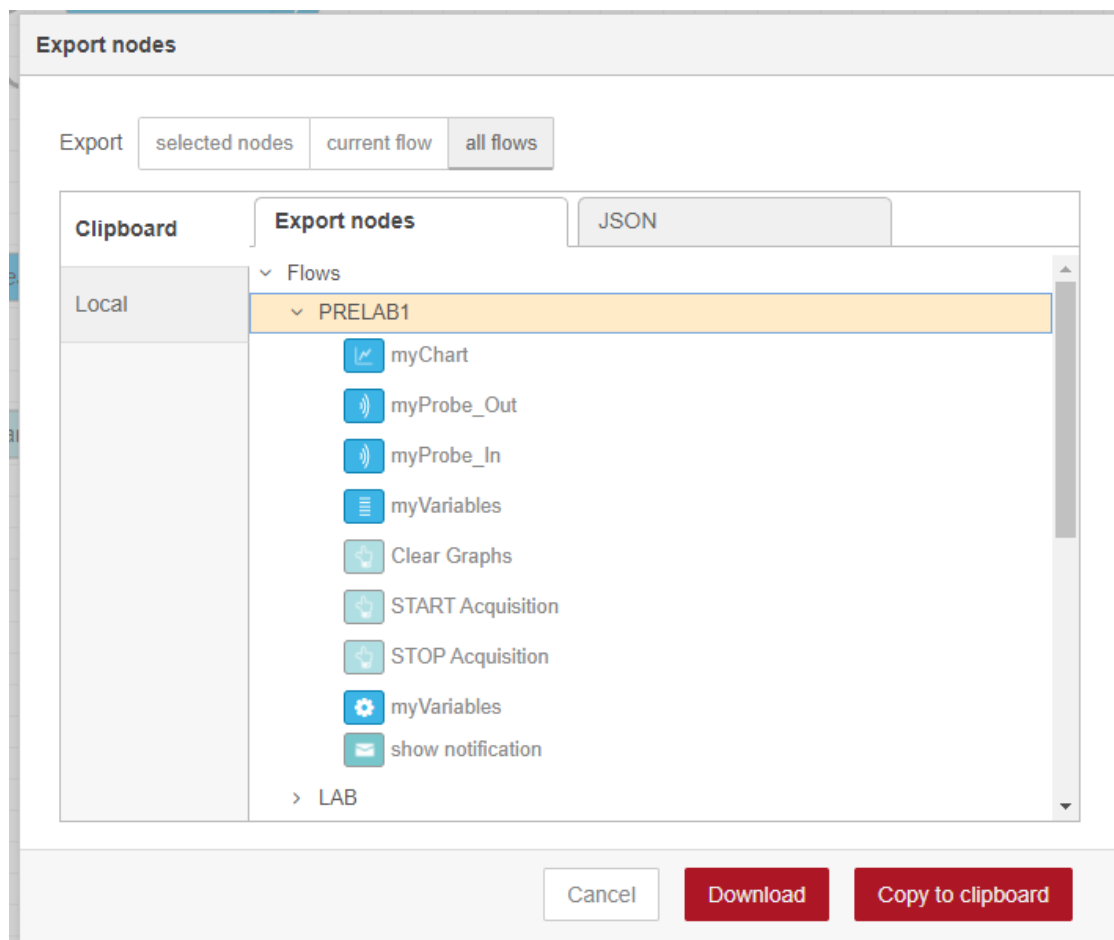 Export nodes
Export selected nodes current flow all flows
Clipboard Export nodes JSON
Local
Flows
PRELAB1
myChart
myProbe_Out
myProbe_In
myVariables
Clear Graphs
START Acquisition
STOP Acquisition
myVariables
show notification
LAB
Cancel Download Copy to clipboard